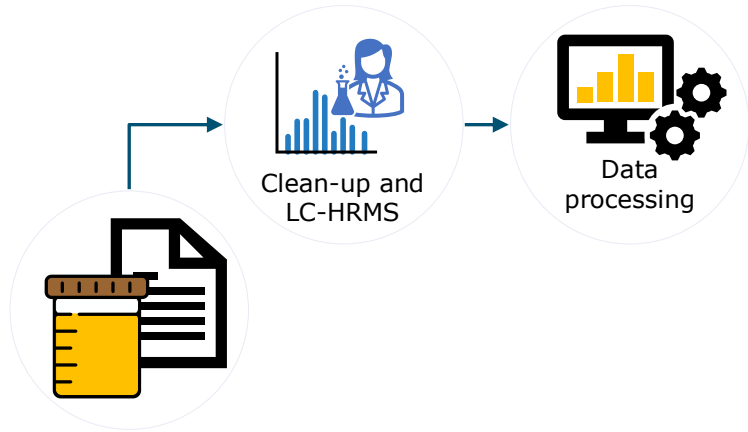 Clean-up and
LC-HRMS
Data
processing